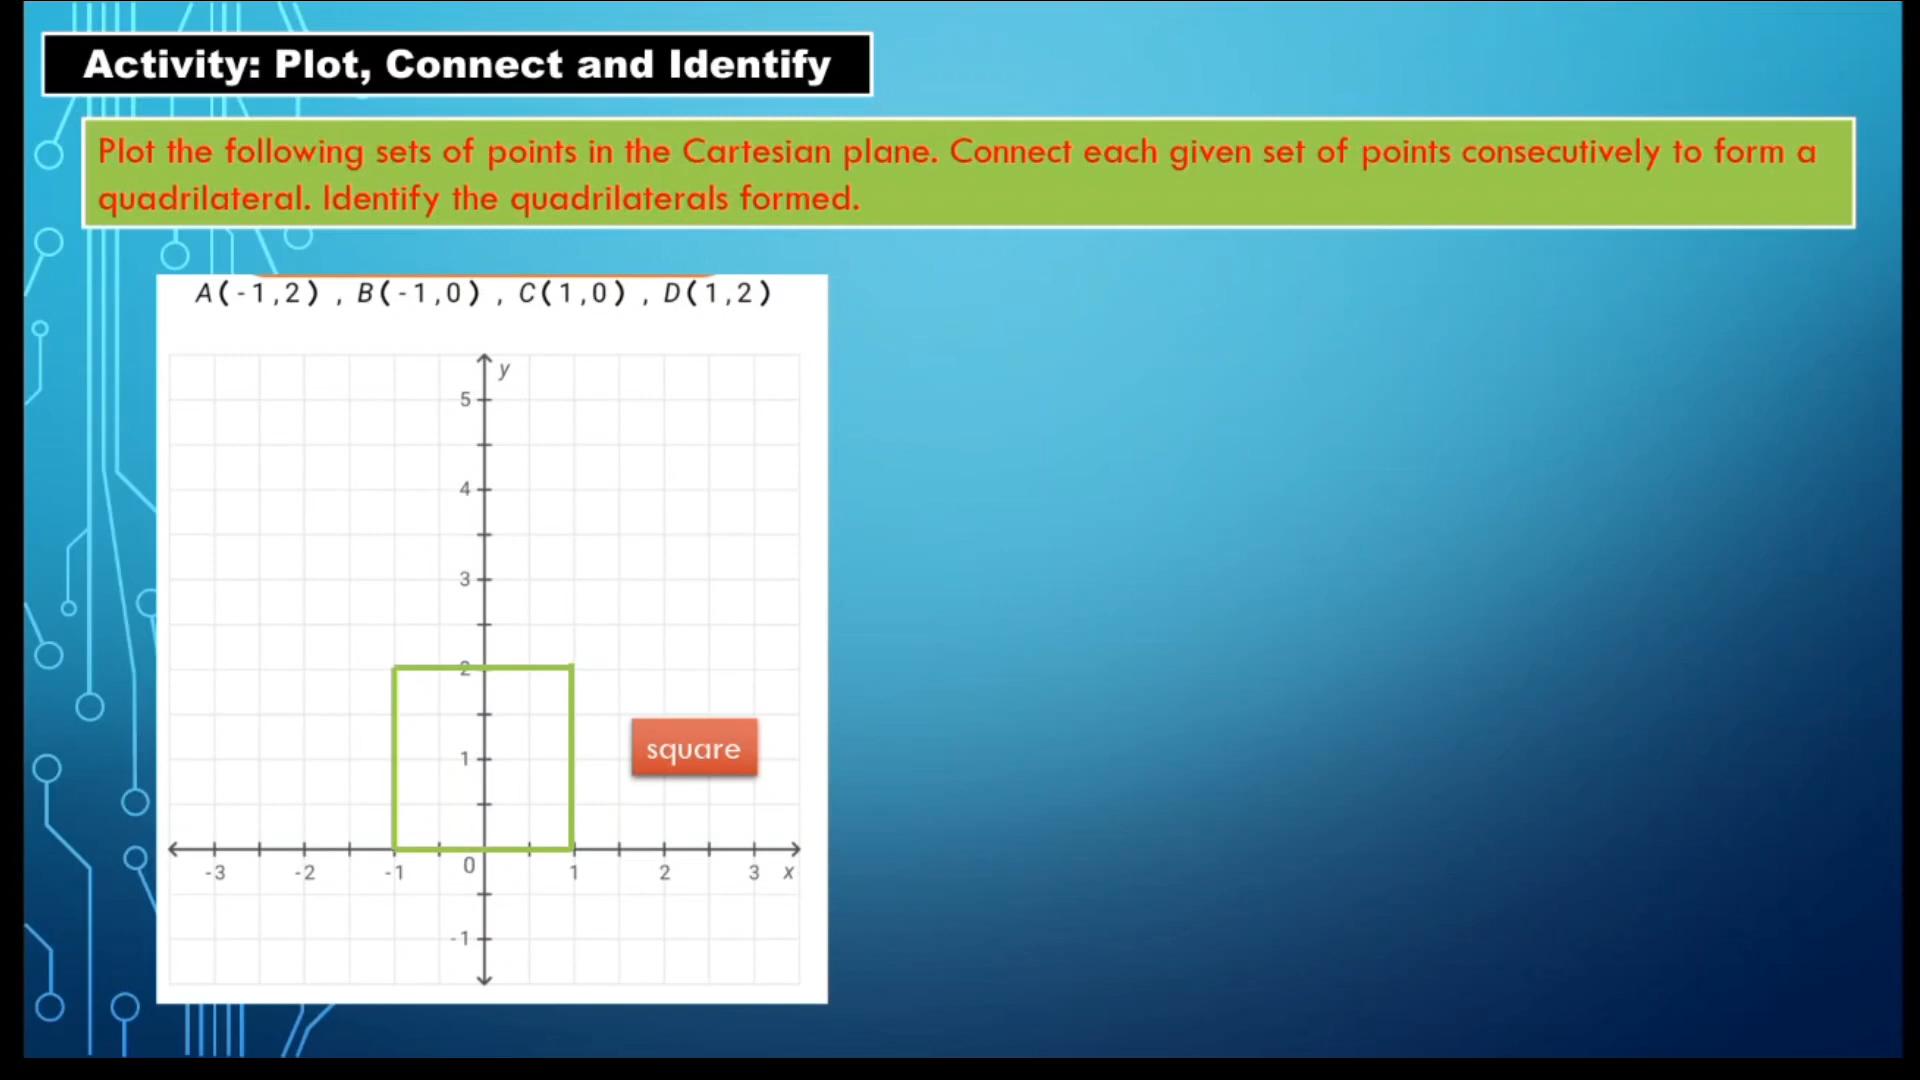 Activity: Plot, Connect and Identify
Plot the following sets of points in the Cartesian plane. Connect each given set of points consecutively to form a
quadrilateral. Identify the quadrilaterals formed.
A(-1,2) , B(-1,0) , C(1,0) , D(1,2)
y
5
4
3
2
1
square
0
-3 -2 -1 1 2 3 x
-1